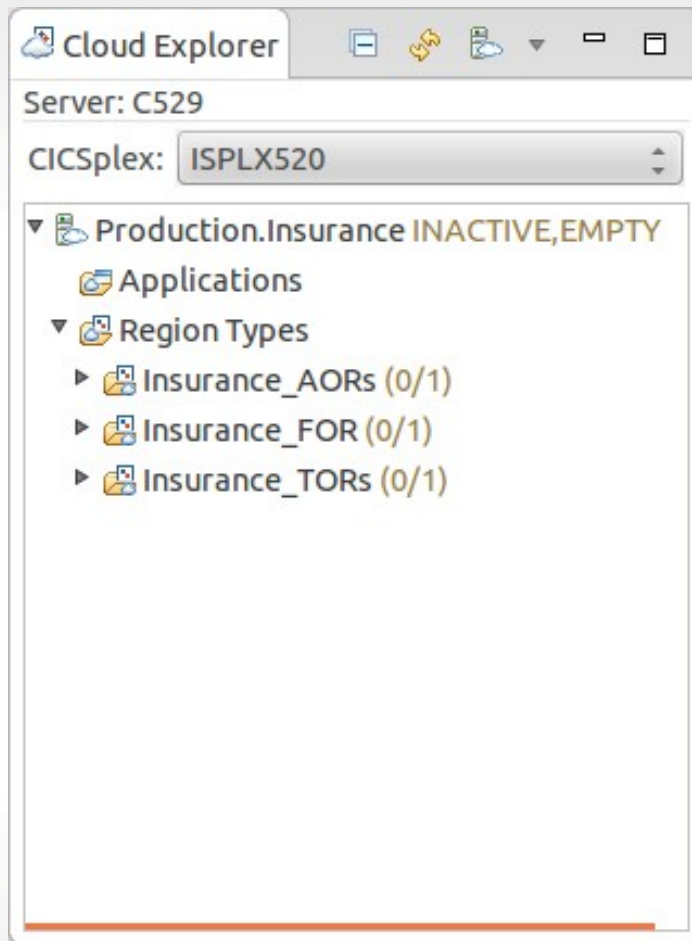 Cloud Explorer
Server: C529
CICSplex: ISPLX520
Production.Insurance INACTIVE,EMPTY
Applications
Region Types
Insurance_AORs (0/1)
Insurance_FOR (0/1)
Insurance_TORs (0/1)